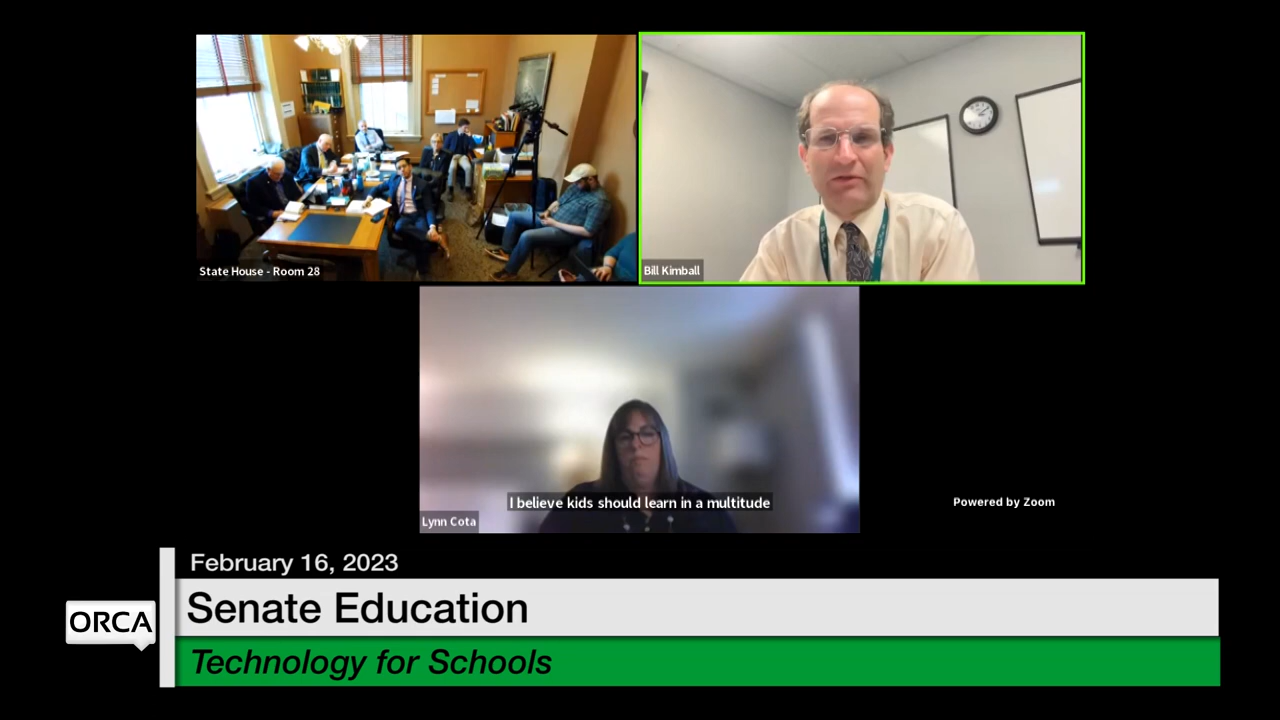 State House - Room 28
Bill Kimball
I believe kids should learn in a multitude
Lynn Cota
Powered by Zoom
February 16, 2023
Senate Education
ORCA
Technology for Schools